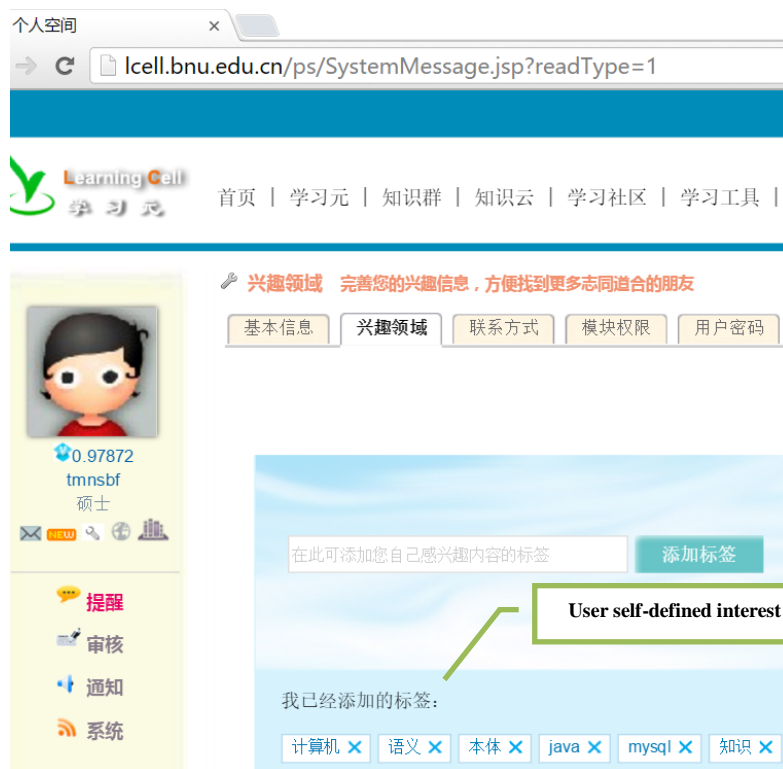 个人空间 ×
lcell.bnu.edu.cn/ps/SystemMessage.jsp?readType=1
Learning Cell
学习元
首页 | 学习元 | 知识群 | 知识云 | 学习社区 | 学习工具 |
兴趣领域 完善您的兴趣信息，方便找到更多志同道合的朋友
基本信息 兴趣领域 联系方式 模块权限 用户密码
0.97872
tmnsbf
硕士
NEW
在此可添加您自己感兴趣内容的标签 添加标签
User self-defined interest
提醒
审核
通知
系统
我已经添加的标签：
计算机 × 语义 × 本体 × java × mysql × 知识 ×